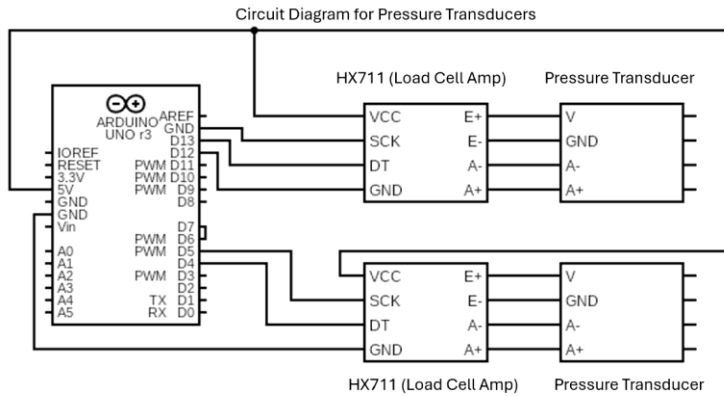 Circuit Diagram for Pressure Transducers
HX711 (Load Cell Amp)
Pressure Transducer
ARDUINO
UNO r3
AREF
GND
D13
D12
IOREF
PWM D11
RESET
PWM D10
3.3V
PWM D9
5V
D8
GND
GND
Vin
D7
PWM D6
A0
PWM D5
A1
D4
A2
PWM D3
A3
D2
A4
TX D1
A5
RX D0
VCC E+
SCK E-
DT A-
GND A+
V
GND
A-
A+
VCC E+
SCK E-
DT A-
GND A+
V
GND
A-
A+
HX711 (Load Cell Amp)
Pressure Transducer